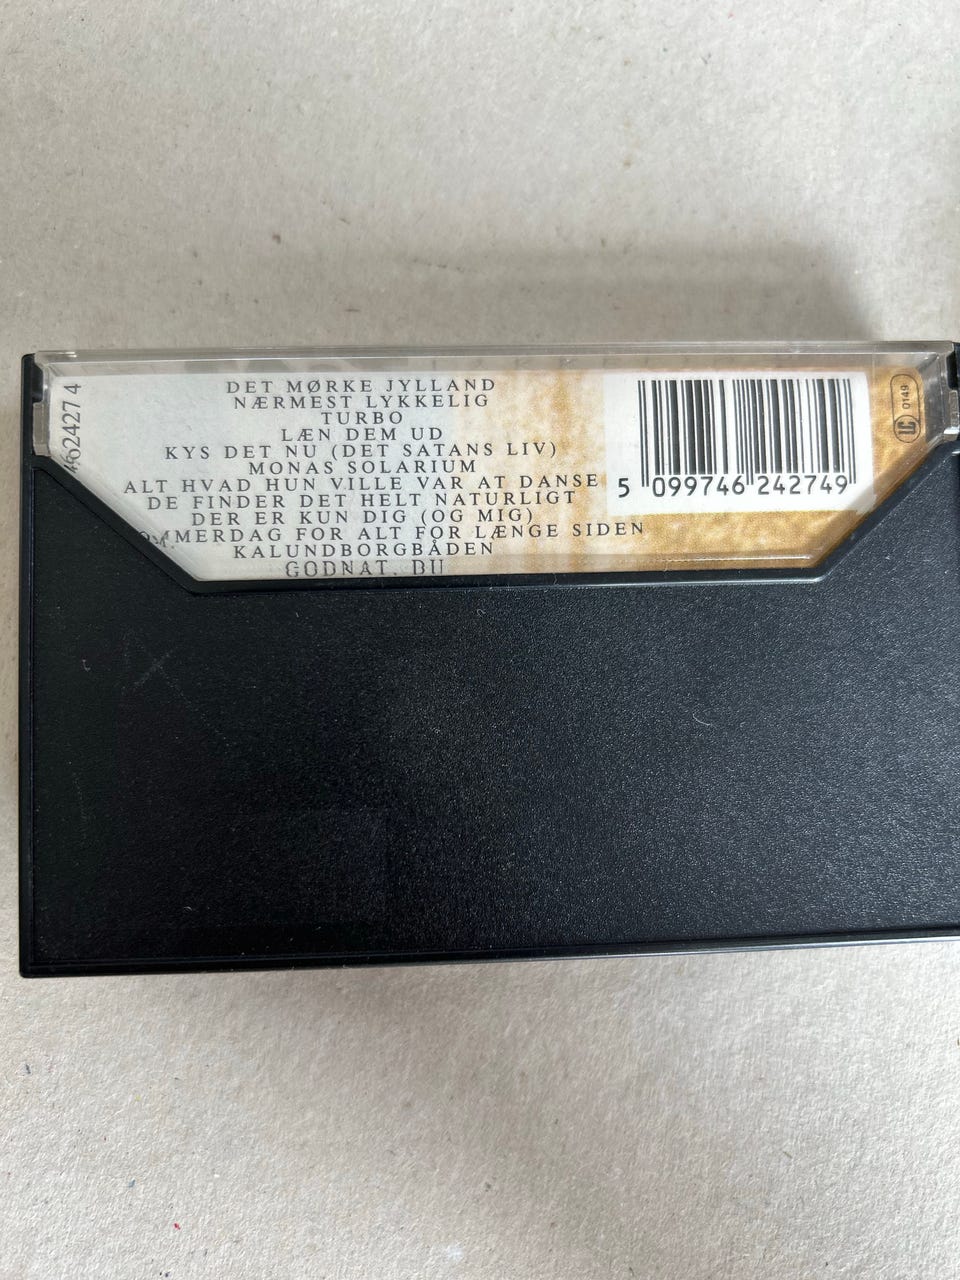 DET MØRKE JYLLAND
NÆRMEST LYKKELIG
TURBO
LÆN DEM UD
KYS DET NU (DET SATANS LIV)
MONAS SOLARIUM
ALT HVAD HUN VILLE VAR AT DANSE
DE FINDER DET HELT NATURLIGT
DER ER KUN DIG (OG MIG)
OMMERDAG FOR ALT FOR LÆNGE SIDEN
KALUNDBORGBÅDEN
GODNAT, DU
462427 4
5 099746 242749
LC 0149